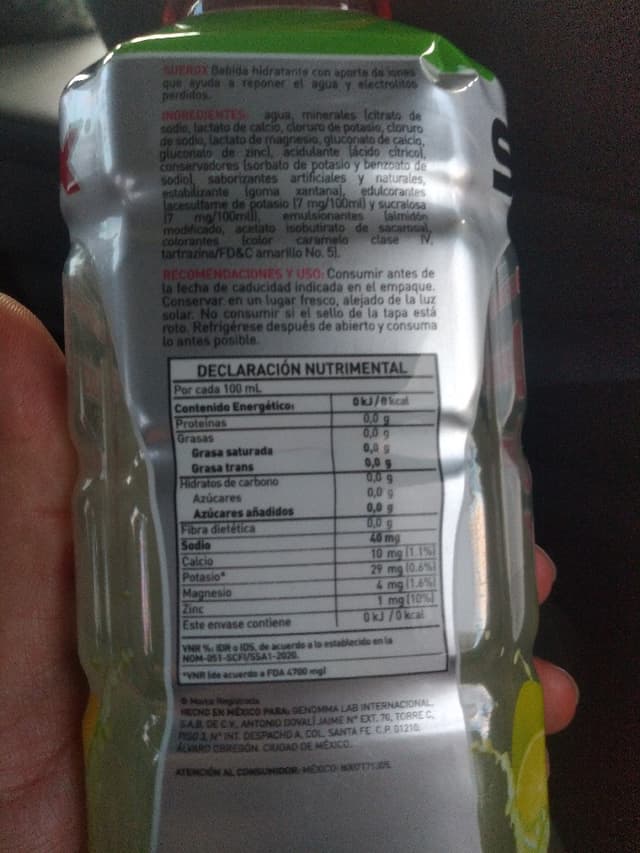 SUEROX Bebida hidratante con aporte de iones
que ayuda a reponer el agua y electrolitos
perdidos.
INGREDIENTES: agua, minerales (citrato de
sodio, lactato de calcio, cloruro de potasio, cloruro
de sodio, lactato de magnesio, gluconato de calcio,
gluconato de zinc), acidulante (ácido cítrico),
conservadores (sorbato de potasio y benzoato de
sodio), saborizantes artificiales y naturales,
estabilizante (goma xantana), edulcorantes
(acesulfame de potasio (7 mg/100ml) y sucralosa
(7 mg/100ml)), emulsionantes (almidón
modificado, acetato isobutirato de sacarosa),
colorantes (color caramelo clase IV,
tartrazina/FD&C amarillo No. 5).
RECOMENDACIONES Y USO: Consumir antes de
la fecha de caducidad indicada en el empaque.
Conservar en un lugar fresco, alejado de la luz
solar. No consumir si el sello de la tapa está
roto. Refrigérese después de abierto y consuma
lo antes posible.
DECLARACIÓN NUTRIMENTAL
Por cada 100 mL
Contenido Energético: 0 kJ/0 kcal
Proteínas 0,0 g
Grasas 0,0 g
Grasa saturada 0,0 g
Grasa trans 0,0 g
Hidratos de carbono 0,0 g
Azúcares 0,0 g
Azúcares añadidos 0,0 g
Fibra dietética 0,0 g
Sodio 40 mg
Calcio 10 mg (1.1%)
Potasio* 29 mg (0.6%)
Magnesio 4 mg (1.6%)
Zinc 1 mg (10%)
Este envase contiene 0 kJ / 0 kcal
VNR %: IDR o IDS, de acuerdo a lo establecido en la
NOM-051-SCFI/SSA1-2020.
*VNR (de acuerdo a FDA 4700 mg)
® Marca Registrada
HECHO EN MÉXICO PARA: GENOMMA LAB INTERNACIONAL,
S.A.B. DE C.V., ANTONIO DOVALÍ JAIME N° EXT. 70, TORRE C,
PISO 2, N° INT. DESPACHO A, COL. SANTA FE, C.P. 01210,
ÁLVARO OBREGÓN, CIUDAD DE MÉXICO.
ATENCIÓN AL CONSUMIDOR: MÉXICO: